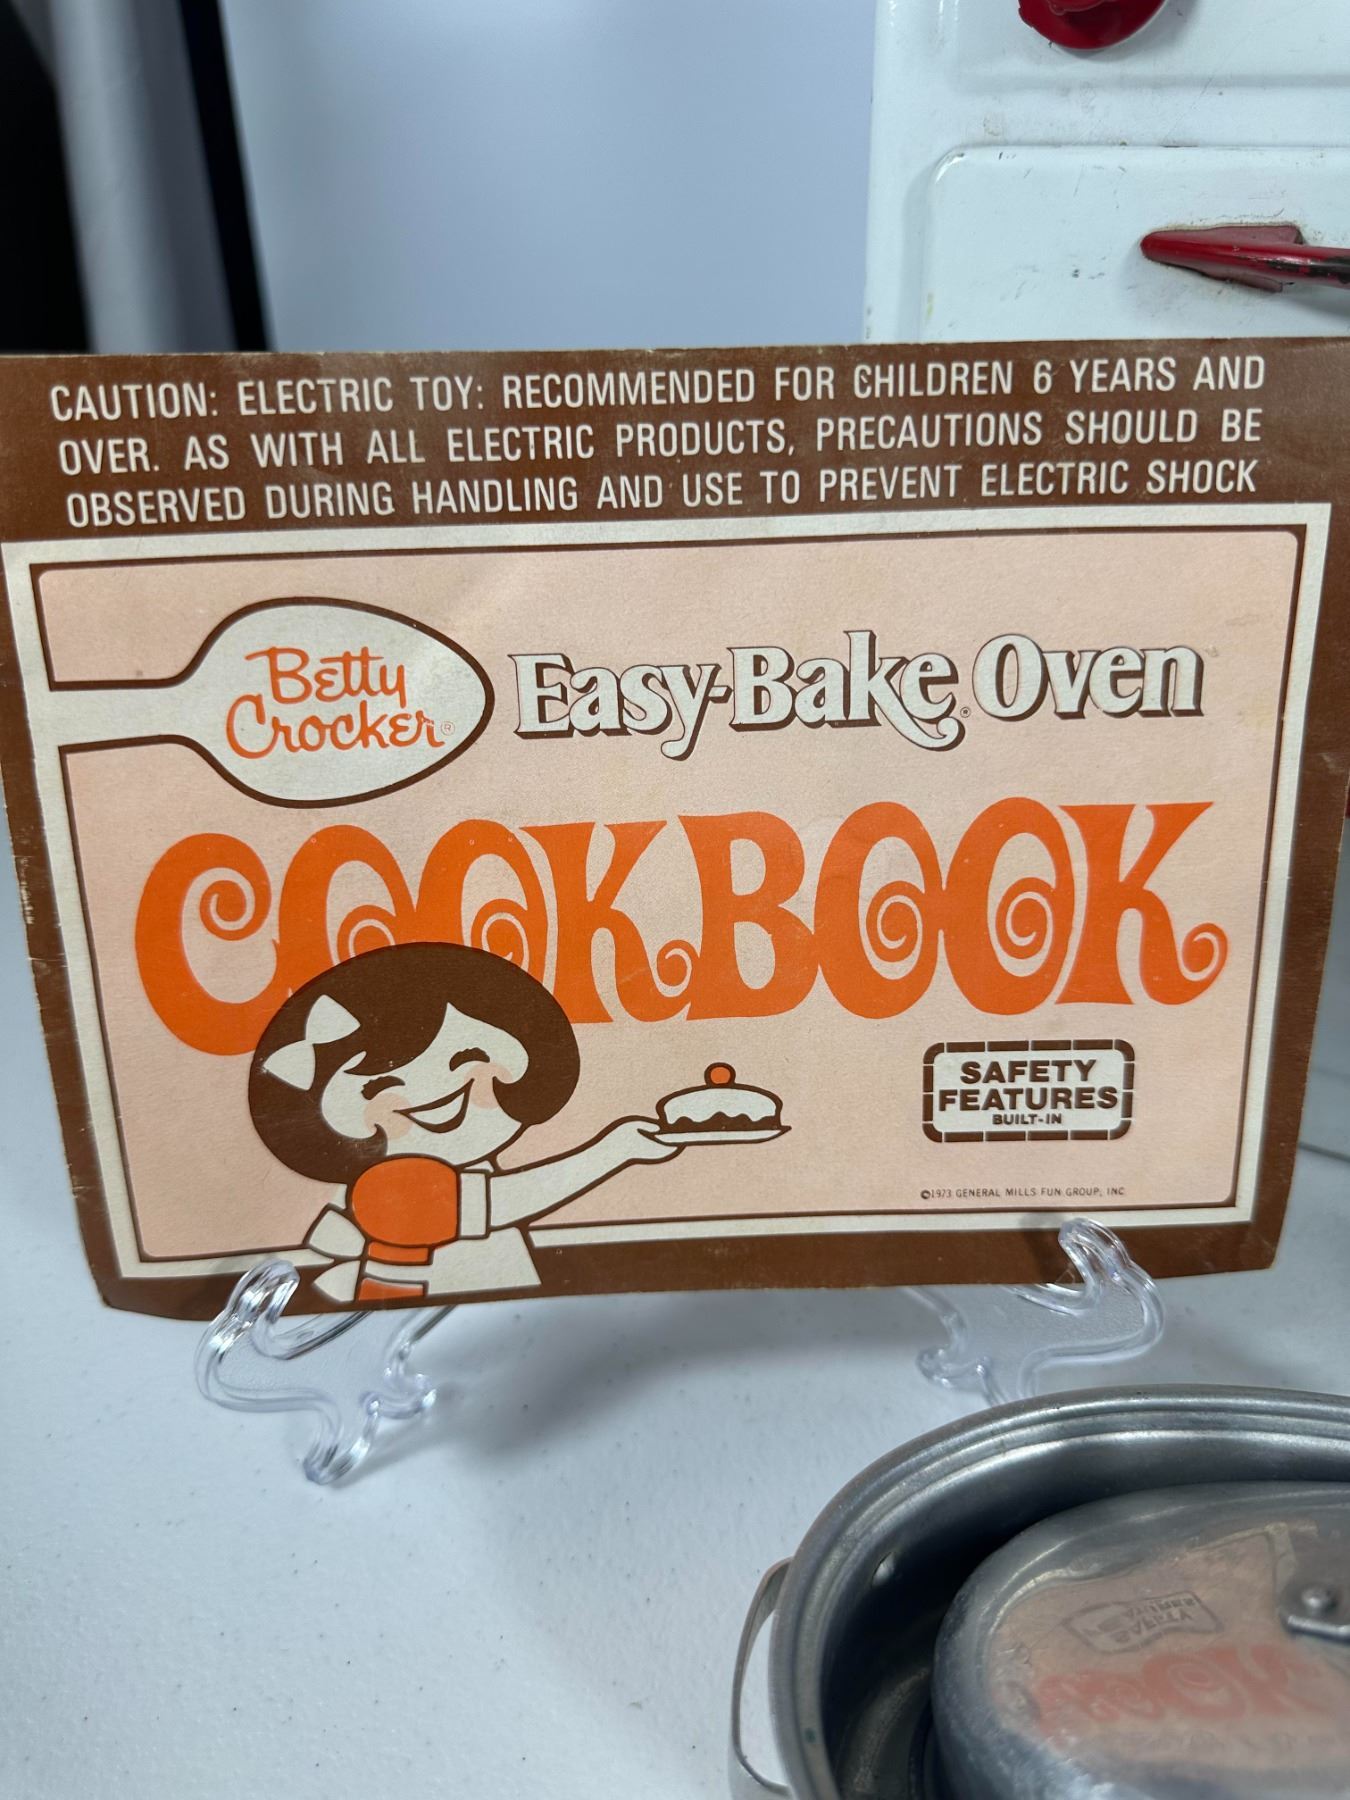 CAUTION: ELECTRIC TOY: RECOMMENDED FOR CHILDREN 6 YEARS AND
OVER. AS WITH ALL ELECTRIC PRODUCTS, PRECAUTIONS SHOULD BE
OBSERVED DURING HANDLING AND USE TO PREVENT ELECTRIC SHOCK
Betty
Crocker®
Easy-Bake® Oven
COOKBOOK
SAFETY
FEATURES
BUILT-IN
©1973 GENERAL MILLS FUN GROUP, INC